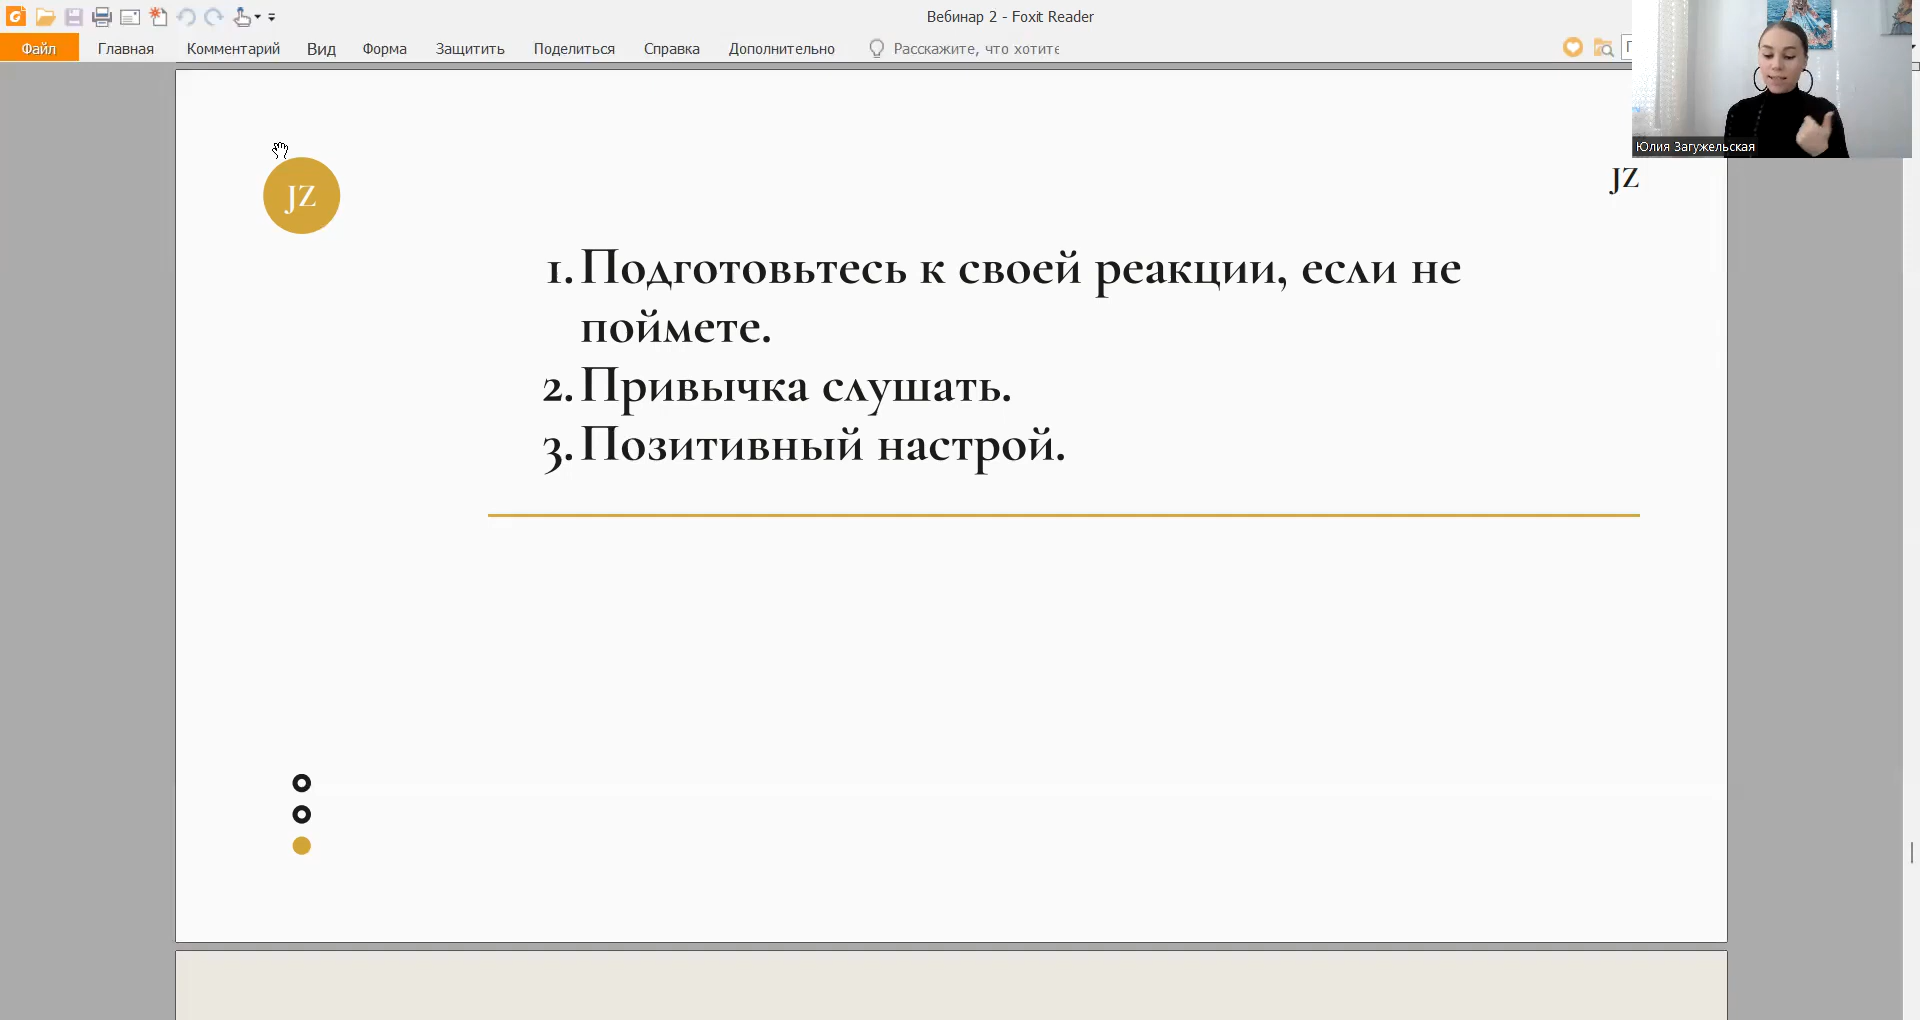 Вебинар 2 - Foxit Reader
Файл Главная Комментарий Вид Форма Защитить Поделиться Справка Дополнительно Расскажите, что хотите
Юлия Загужельская
JZ
JZ
1. Подготовьтесь к своей реакции, если не
поймете.
2. Привычка слушать.
3. Позитивный настрой.